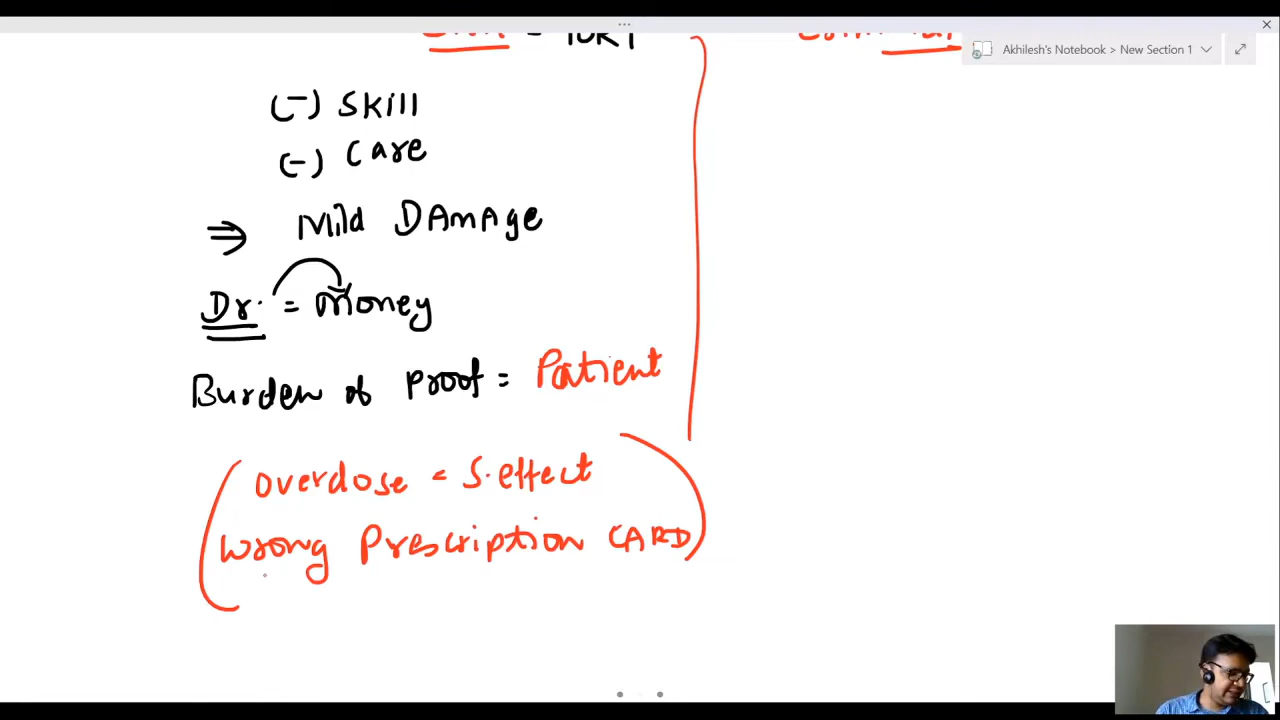 = TORT
Akhilesh's Notebook > New Section 1
(-) Skill
(-) Care
⇒ Mild DAmAge
Dr. = Money
Burden of Proof = Patient
overdose = S.effect
wrong Prescription CARD